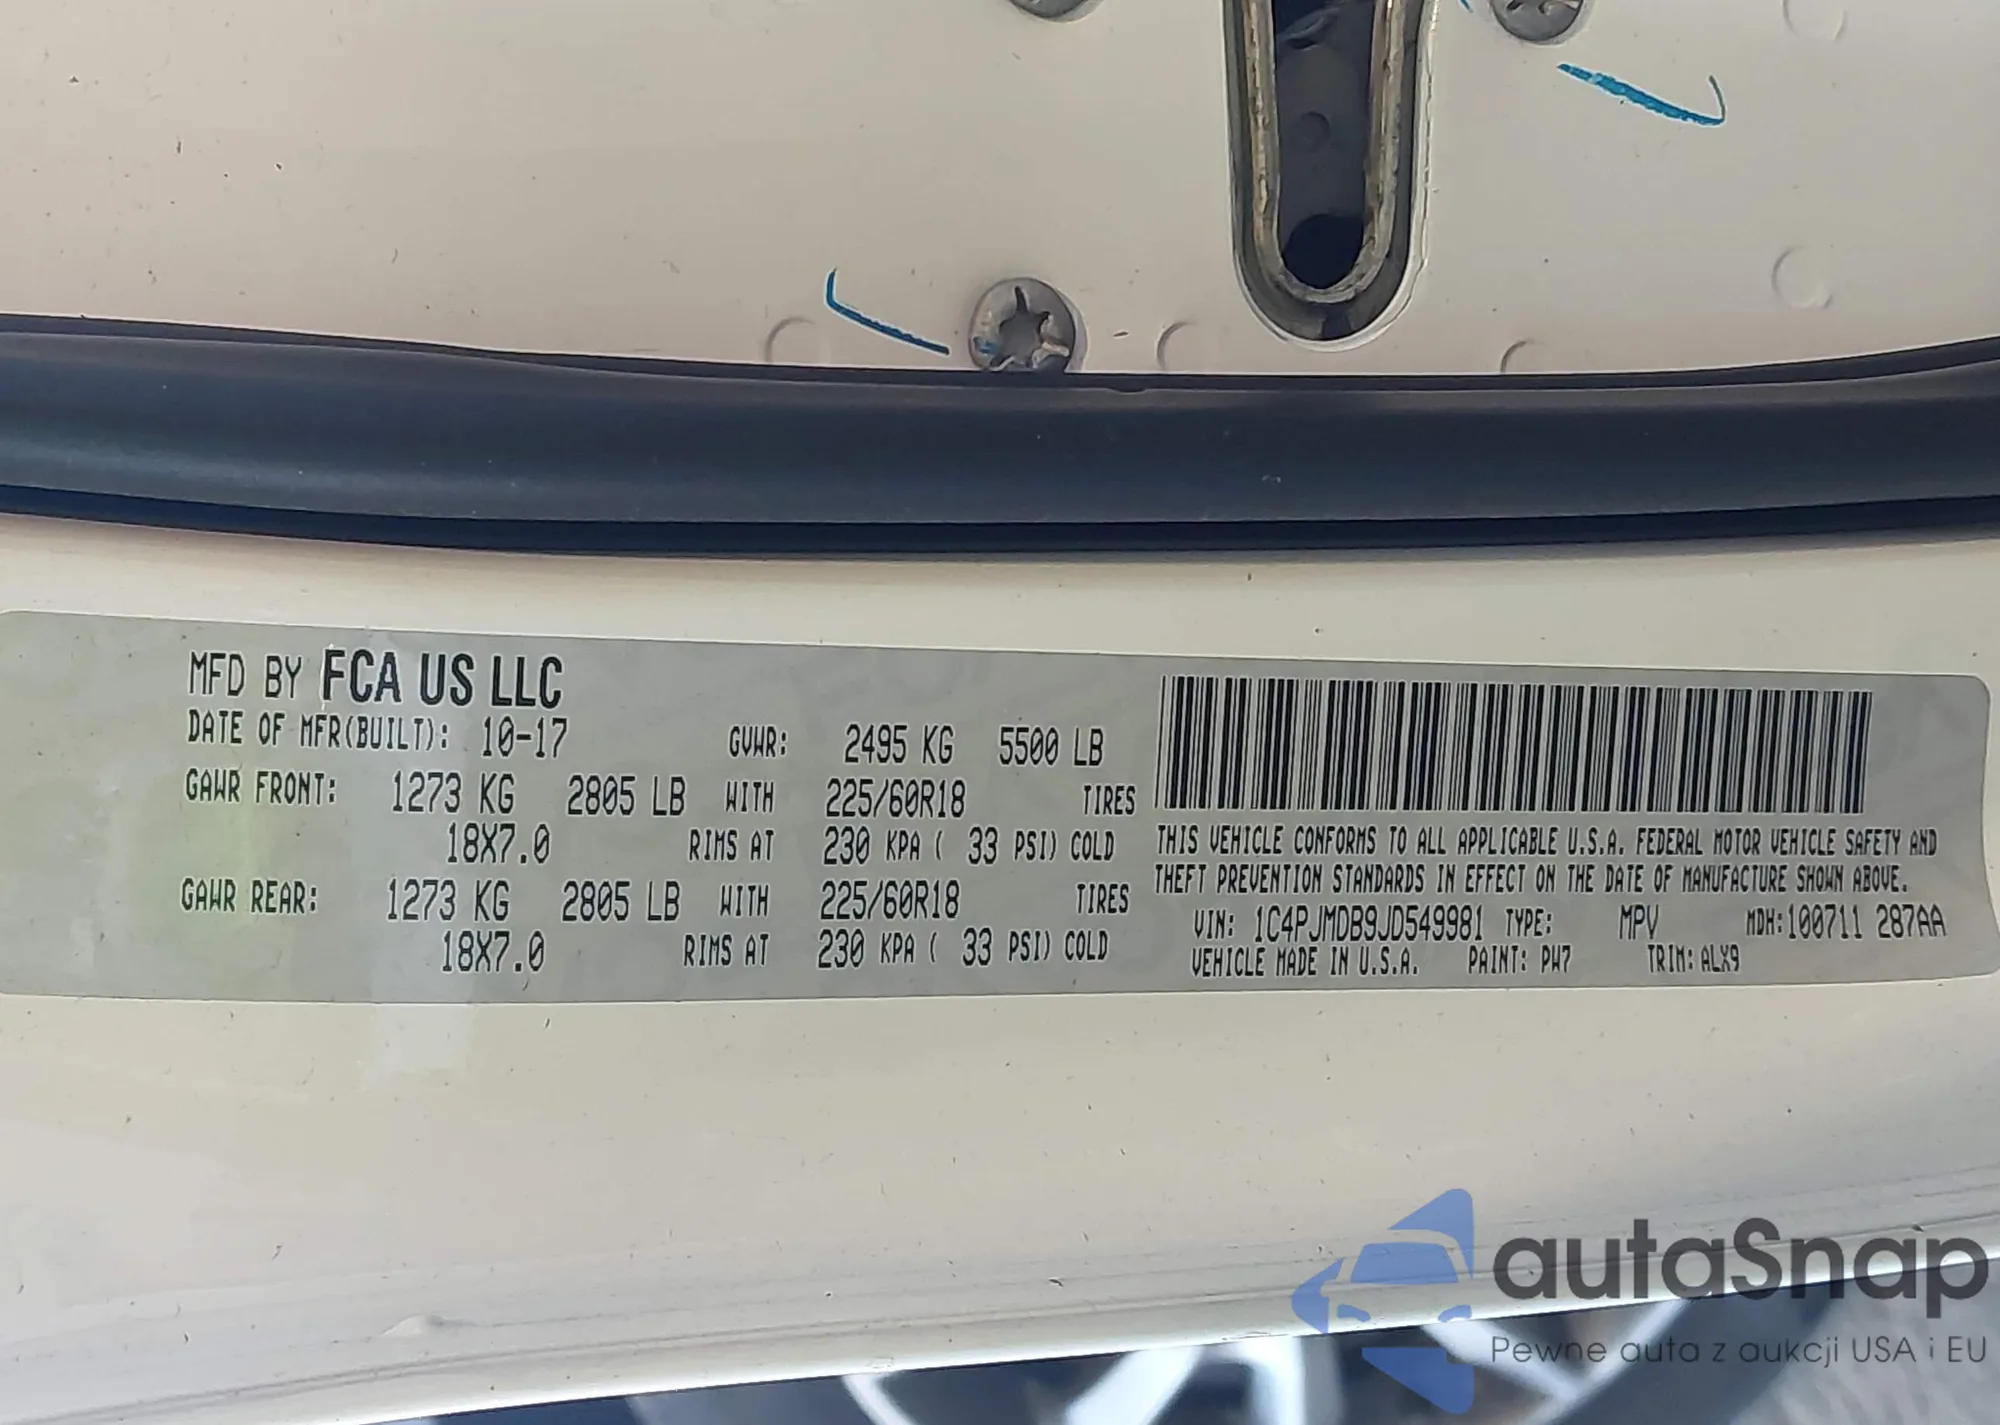 MFD BY FCA US LLC
DATE OF MFR(BUILT): 10-17 GVWR: 2495 KG 5500 LB
GAWR FRONT: 1273 KG 2805 LB WITH 225/60R18 TIRES
18X7.0 RIMS AT 230 KPA ( 33 PSI) COLD
GAWR REAR: 1273 KG 2805 LB WITH 225/60R18 TIRES
18X7.0 RIMS AT 230 KPA ( 33 PSI) COLD
THIS VEHICLE CONFORMS TO ALL APPLICABLE U.S.A. FEDERAL MOTOR VEHICLE SAFETY AND
THEFT PREVENTION STANDARDS IN EFFECT ON THE DATE OF MANUFACTURE SHOWN ABOVE.
VIN: 1C4PJMDB9JD549981 TYPE: MPV MDH:100711 287AA
VEHICLE MADE IN U.S.A. PAINT: PW7 TRIM: ALX9
autaSnap
Pewne auta z aukcji USA i EU